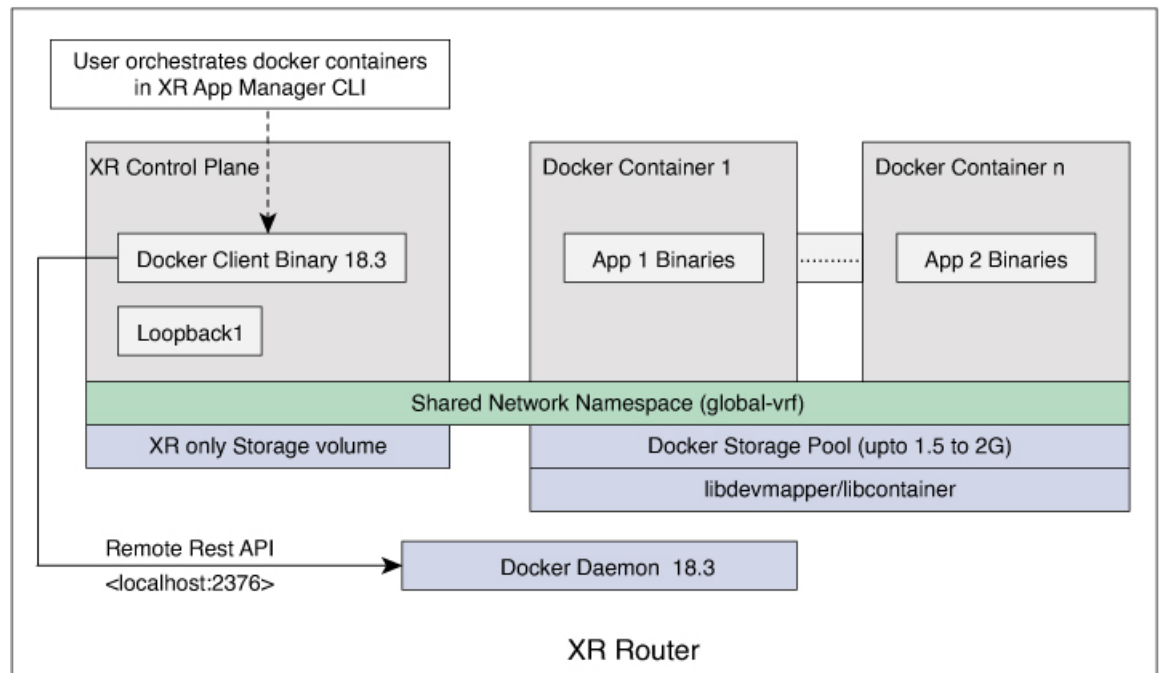 User orchestrates docker containers
in XR App Manager CLI
XR Control Plane
Docker Container 1
Docker Container n
Docker Client Binary 18.3
App 1 Binaries
..........
App 2 Binaries
Loopback1
Shared Network Namespace (global-vrf)
XR only Storage volume
Docker Storage Pool (upto 1.5 to 2G)
libdevmapper/libcontainer
Remote Rest API
<localhost:2376>
Docker Daemon 18.3
XR Router